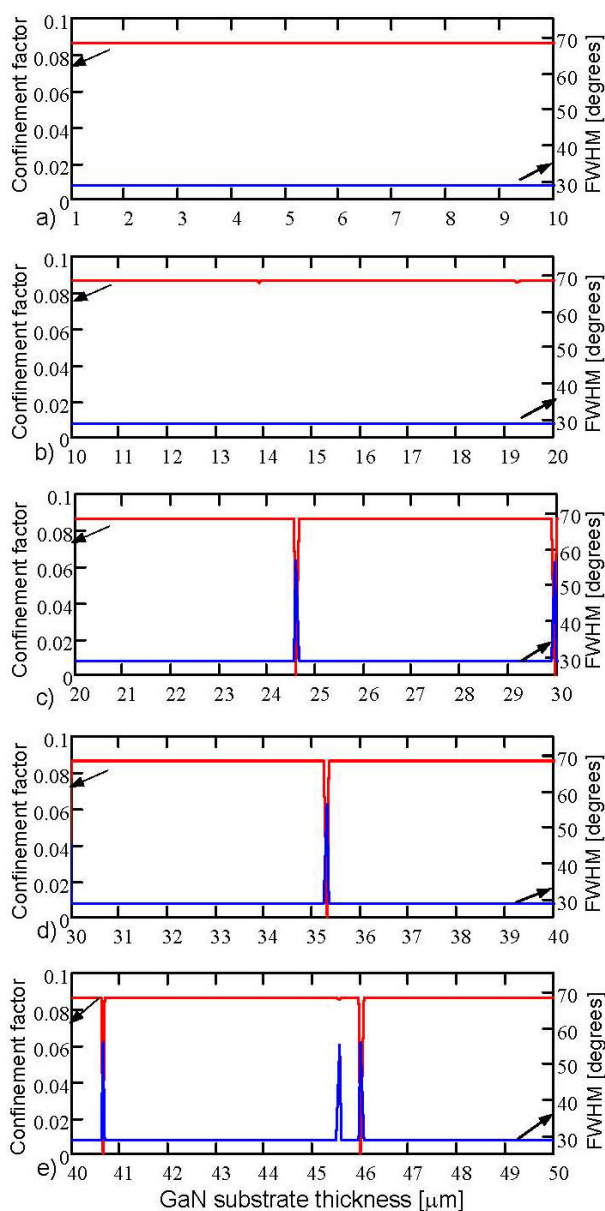 Confinement factor
0.1
0.08
0.06
0.04
0.02
0
70
60
50
40
30
FWHM [degrees]
a)
1 2 3 4 5 6 7 8 9 10
Confinement factor
0.1
0.08
0.06
0.04
0.02
0
70
60
50
40
30
FWHM [degrees]
b)
10 11 12 13 14 15 16 17 18 19 20
Confinement factor
0.1
0.08
0.06
0.04
0.02
0
70
60
50
40
30
FWHM [degrees]
c)
20 21 22 23 24 25 26 27 28 29 30
Confinement factor
0.1
0.08
0.06
0.04
0.02
0
70
60
50
40
30
FWHM [degrees]
d)
30 31 32 33 34 35 36 37 38 39 40
Confinement factor
0.1
0.08
0.06
0.04
0.02
0
70
60
50
40
30
FWHM [degrees]
e)
40 41 42 43 44 45 46 47 48 49 50
GaN substrate thickness [μm]